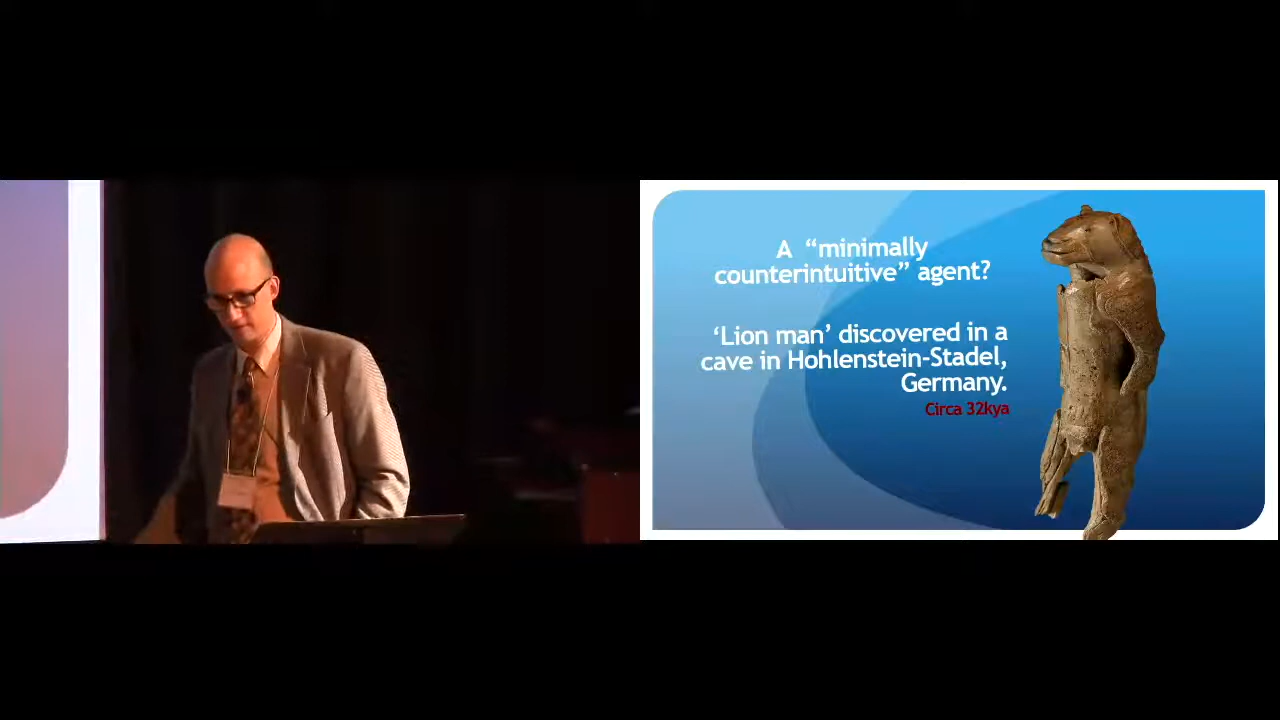 A “minimally
counterintuitive” agent?
‘Lion man’ discovered in a
cave in Hohlenstein-Stadel,
Germany.
Circa 32kya